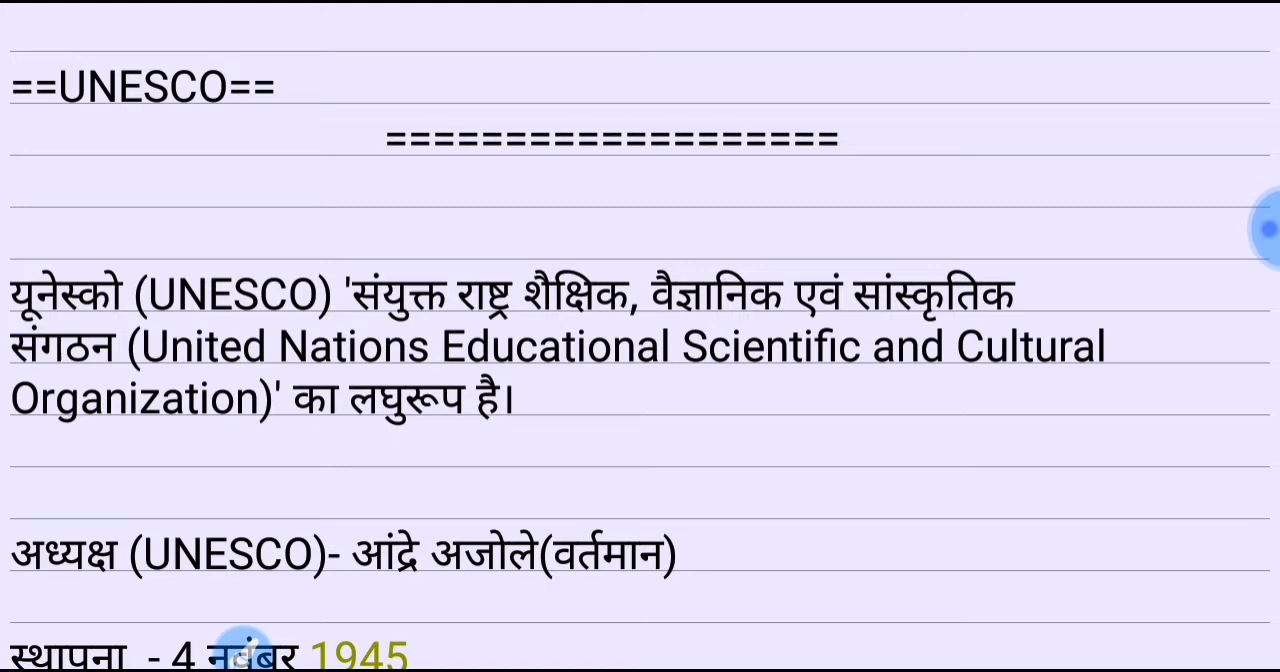 ==UNESCO==
===================
यूनेस्को (UNESCO) 'संयुक्त राष्ट्र शैक्षिक, वैज्ञानिक एवं सांस्कृतिक
संगठन (United Nations Educational Scientific and Cultural
Organization)' का लघुरूप है।
अध्यक्ष (UNESCO)- आंद्रे अजोले(वर्तमान)
स्थापना - 4 नवंबर 1945